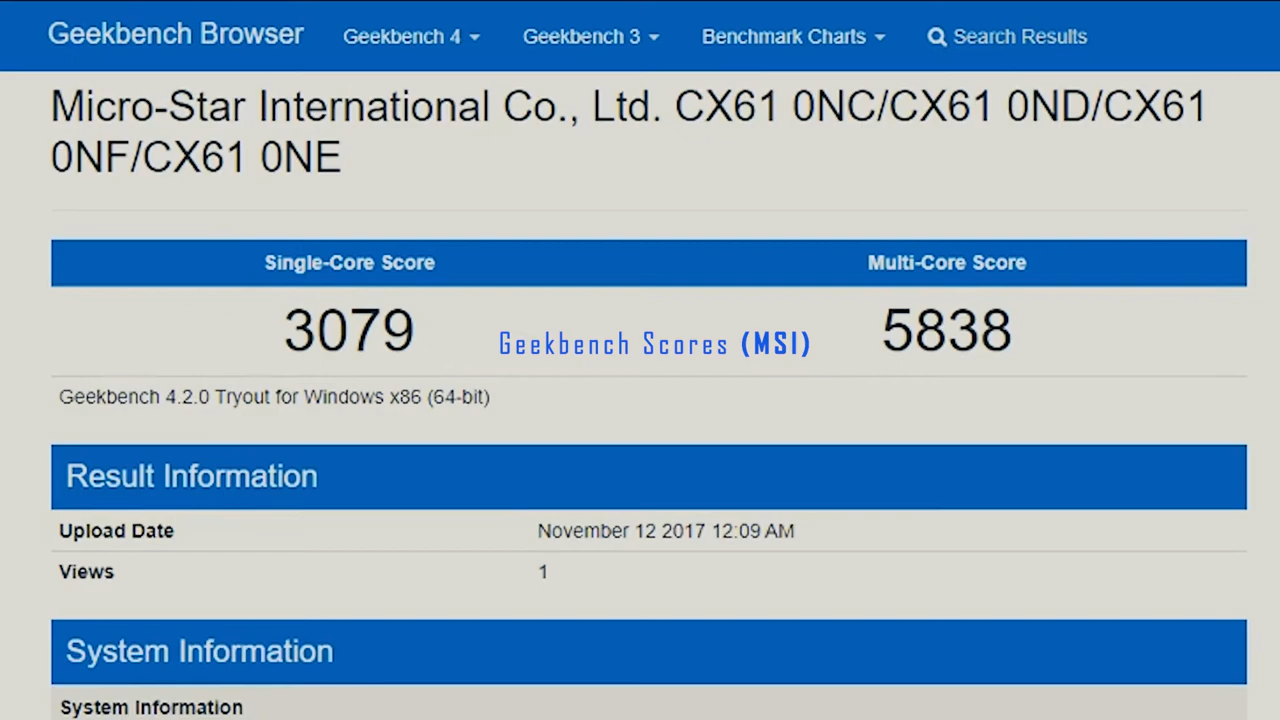 Geekbench Browser Geekbench 4 Geekbench 3 Benchmark Charts Search Results
Micro-Star International Co., Ltd. CX61 0NC/CX61 0ND/CX61
0NF/CX61 0NE
Single-Core Score Multi-Core Score
3079 Geekbench Scores (MSI) 5838
Geekbench 4.2.0 Tryout for Windows x86 (64-bit)
Result Information
Upload Date November 12 2017 12:09 AM
Views 1
System Information
System Information